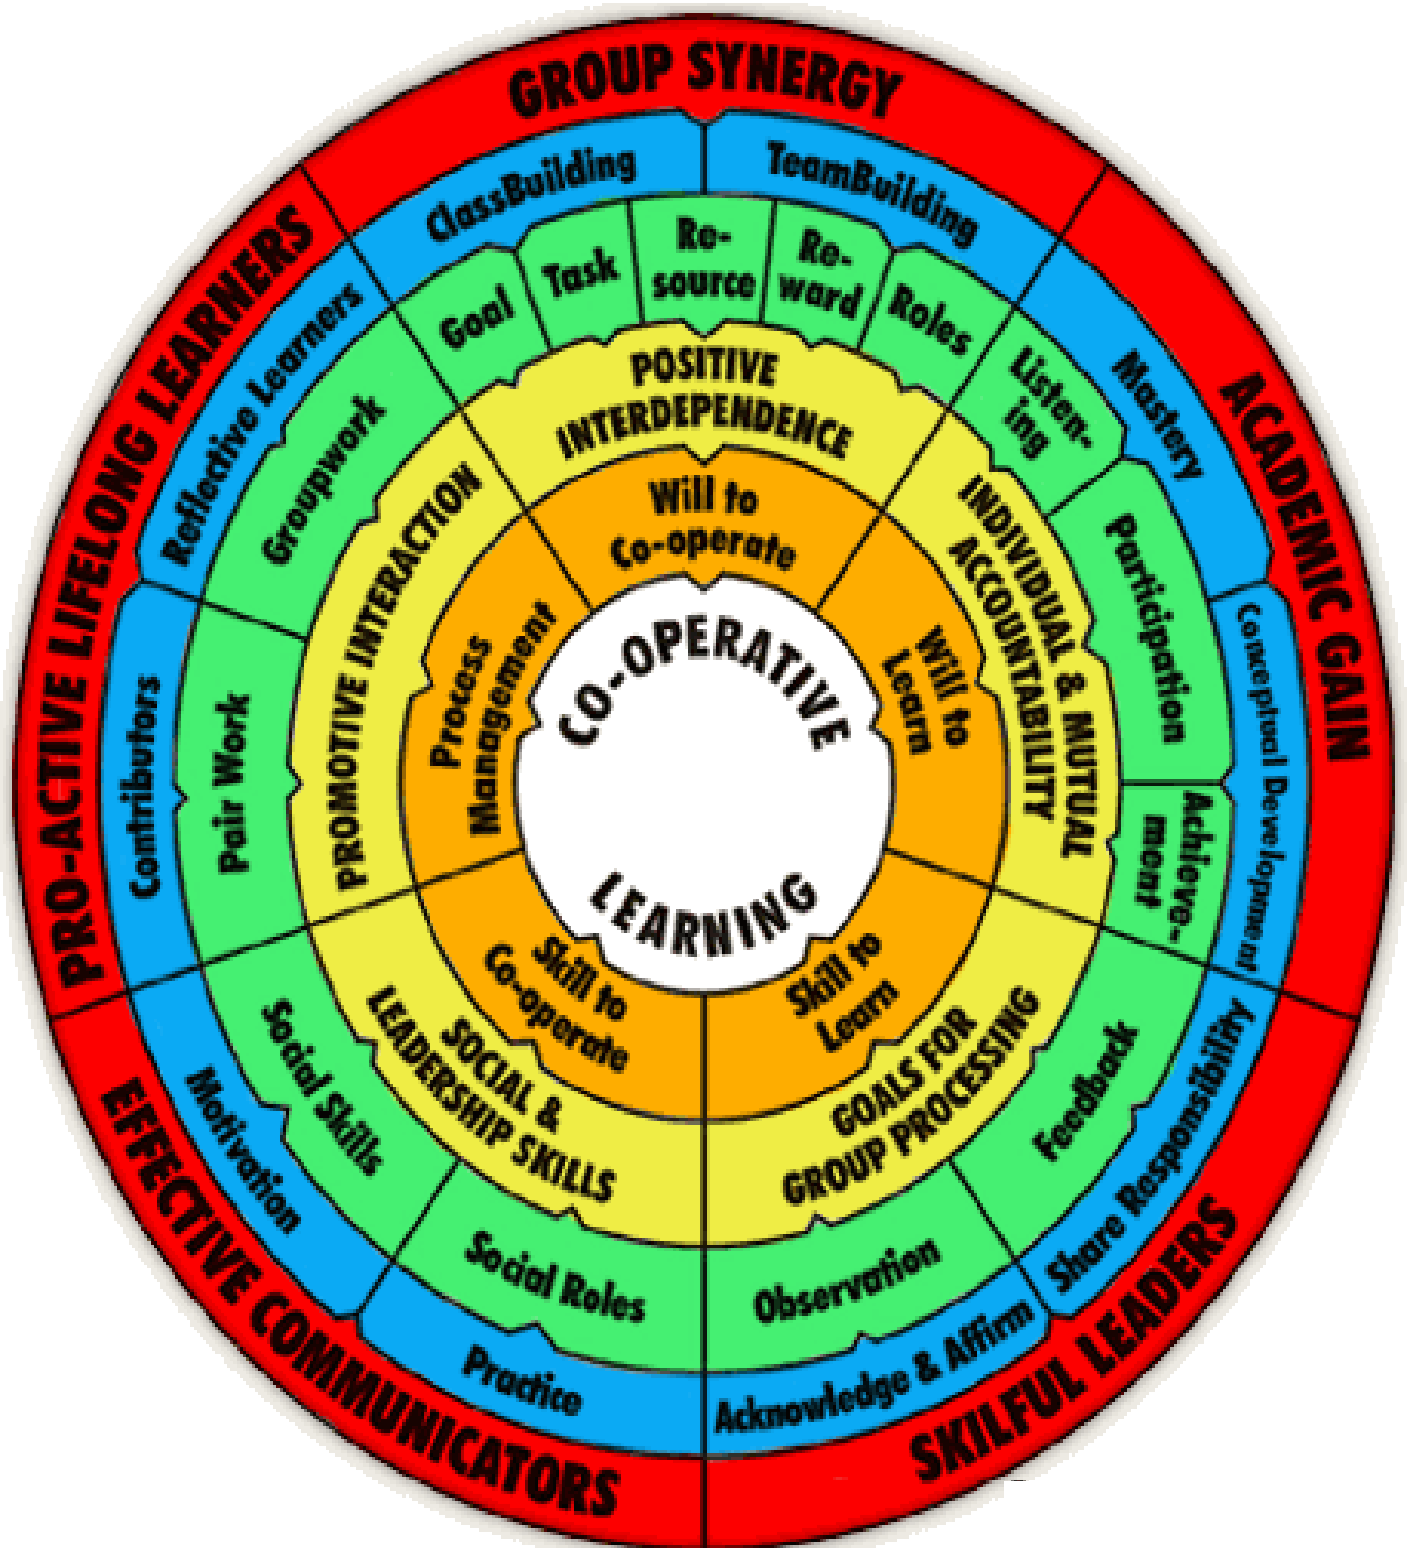 GROUP SYNERGY
ClassBuilding
TeamBuilding
Goal
Task
Re-
source
Re-
ward
Roles
POSITIVE
INTERDEPENDENCE
Will to
Co-operate
ACADEMIC GAIN
Mastery
Conceptual Development
Listen-
ing
Participation
Achieve-
ment
INDIVIDUAL & MUTUAL
ACCOUNTABILITY
Will to
Learn
SKILFUL LEADERS
Share Responsibility
Acknowledge & Affirm
Feedback
Observation
GOALS FOR
GROUP PROCESSING
Skill to
Learn
EFFECTIVE COMMUNICATORS
Motivation
Practice
Social Skills
Social Roles
SOCIAL &
LEADERSHIP SKILLS
Skill to
Co-operate
PRO-ACTIVE LIFELONG LEARNERS
Reflective Learners
Contributors
Groupwork
Pair Work
PROMOTIVE INTERACTION
Process
Management
CO-OPERATIVE
LEARNING